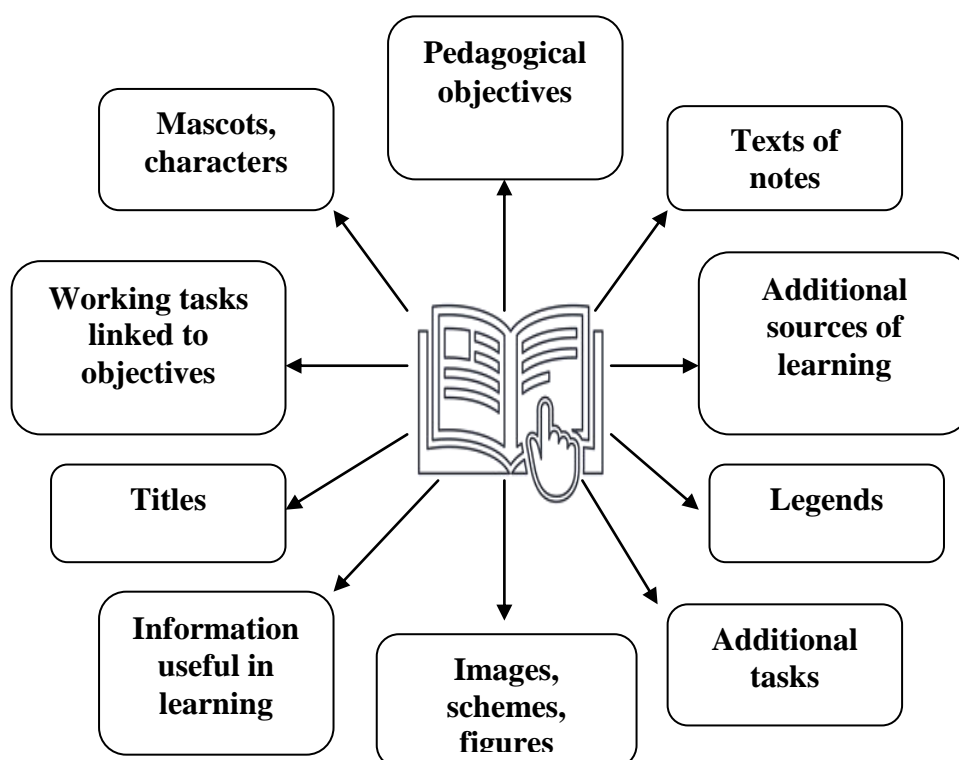 Pedagogical
objectives
Mascots,
characters
Texts of
notes
Working tasks
linked to
objectives
Additional
sources of
learning
Titles
Legends
Information
useful in
learning
Images,
schemes,
figures
Additional
tasks